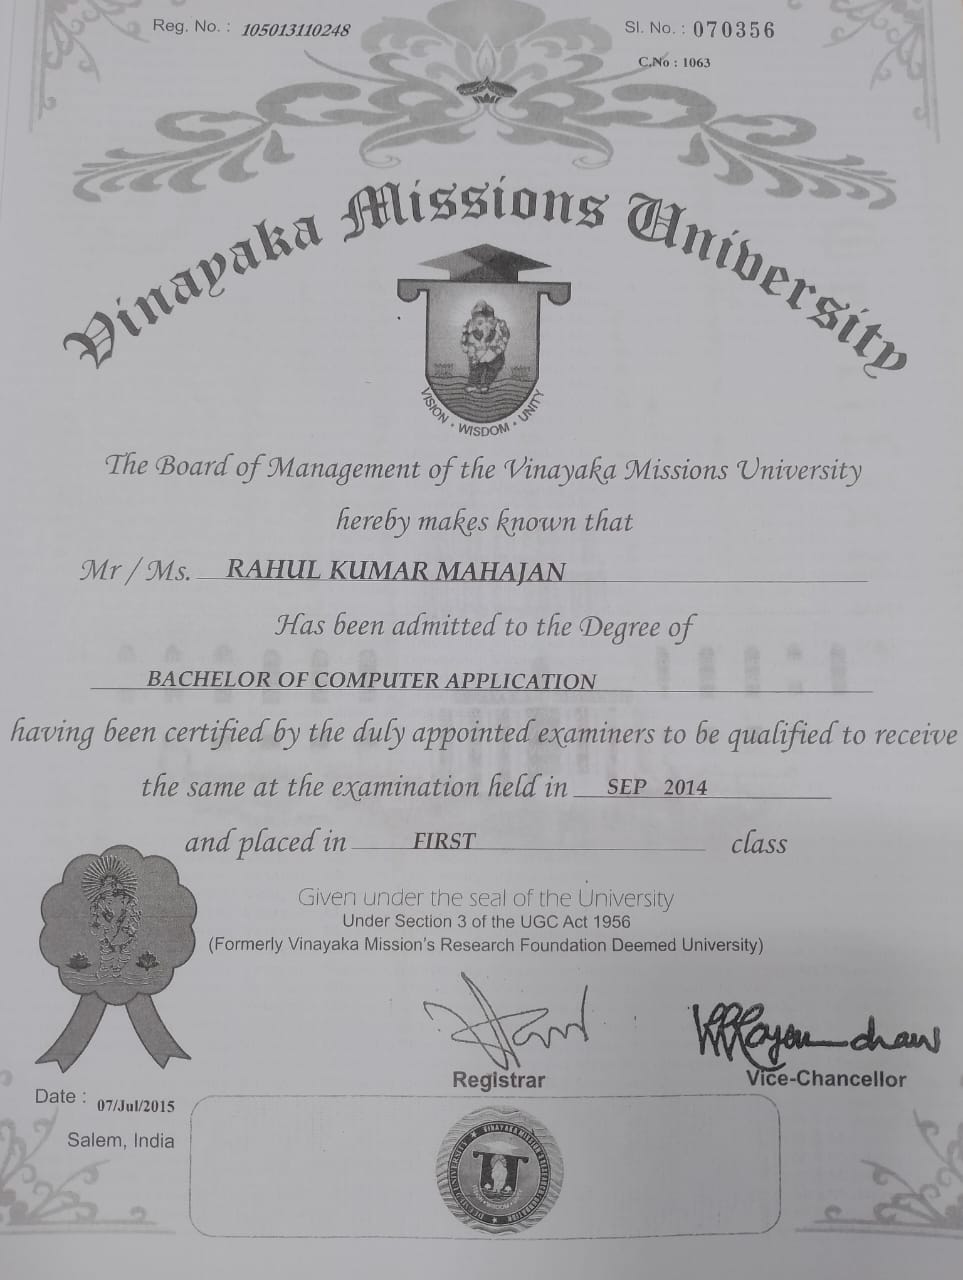 Reg. No. : 105013110248
Sl. No. : 070356
C.No : 1063
Vinayaka Missions University
VISION • WISDOM • UNITY
The Board of Management of the Vinayaka Missions University
hereby makes known that
Mr / Ms. RAHUL KUMAR MAHAJAN
Has been admitted to the Degree of
BACHELOR OF COMPUTER APPLICATION
having been certified by the duly appointed examiners to be qualified to receive
the same at the examination held in SEP 2014
and placed in FIRST class
Given under the seal of the University
Under Section 3 of the UGC Act 1956
(Formerly Vinayaka Mission's Research Foundation Deemed University)
Registrar
Vice-Chancellor
Date : 07/Jul/2015
Salem, India